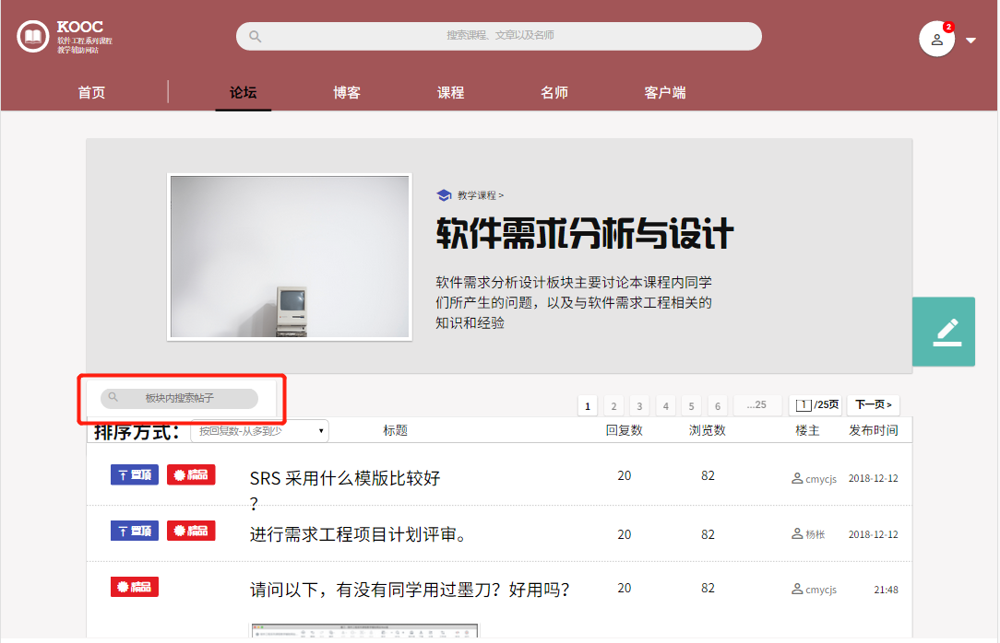 KOOC
软件工程系列课程
教学辅助网站
搜索课程、文章以及名师
2
首页
论坛
博客
课程
名师
客户端
教学课程 >
软件需求分析与设计
软件需求分析设计板块主要讨论本课程内同学
们所产生的问题，以及与软件需求工程相关的
知识和经验
板块内搜索帖子
1 2 3 4 5 6 ...25 1 /25页 下一页 >
排序方式： 按回复数-从多到少 标题 回复数 浏览数 楼主 发布时间
置顶 精品 SRS 采用什么模版比较好 20 82 cmycjs 2018-12-12
？
置顶 精品 进行需求工程项目计划评审。 20 82 杨枨 2018-12-12
精品 请问以下，有没有同学用过墨刀？好用吗？ 20 82 cmycjs 21:48